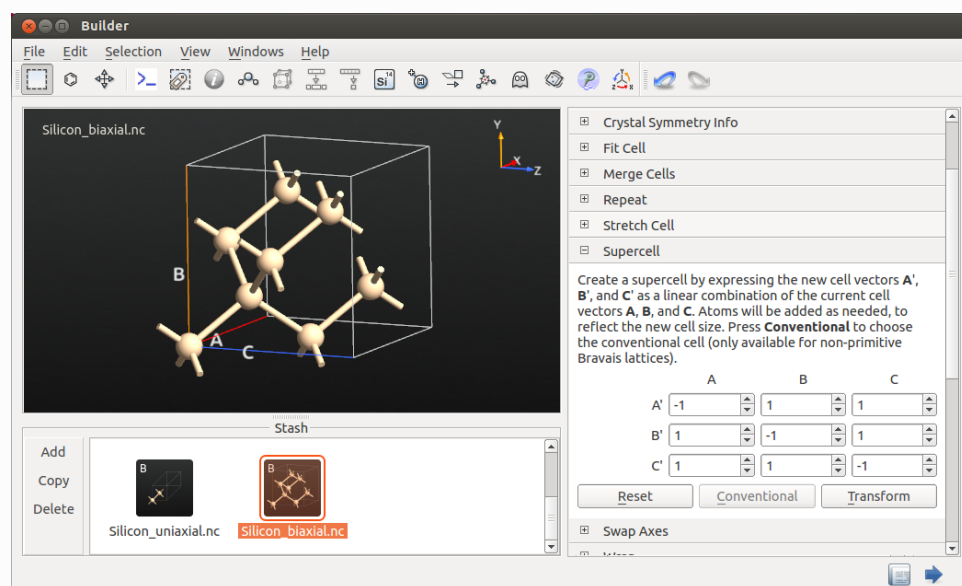 Builder
File Edit Selection View Windows Help
Si 14
Silicon_biaxial.nc
Y
X
Z
B
A
C
Stash
Add
Copy
Delete
B
Silicon_uniaxial.nc
B
Silicon_biaxial.nc
Crystal Symmetry Info
Fit Cell
Merge Cells
Repeat
Stretch Cell
Supercell
Create a supercell by expressing the new cell vectors A',
B', and C' as a linear combination of the current cell
vectors A, B, and C. Atoms will be added as needed, to
reflect the new cell size. Press Conventional to choose
the conventional cell (only available for non-primitive
Bravais lattices).
A B C
A' -1 1 1
B' 1 -1 1
C' 1 1 -1
Reset Conventional Transform
Swap Axes